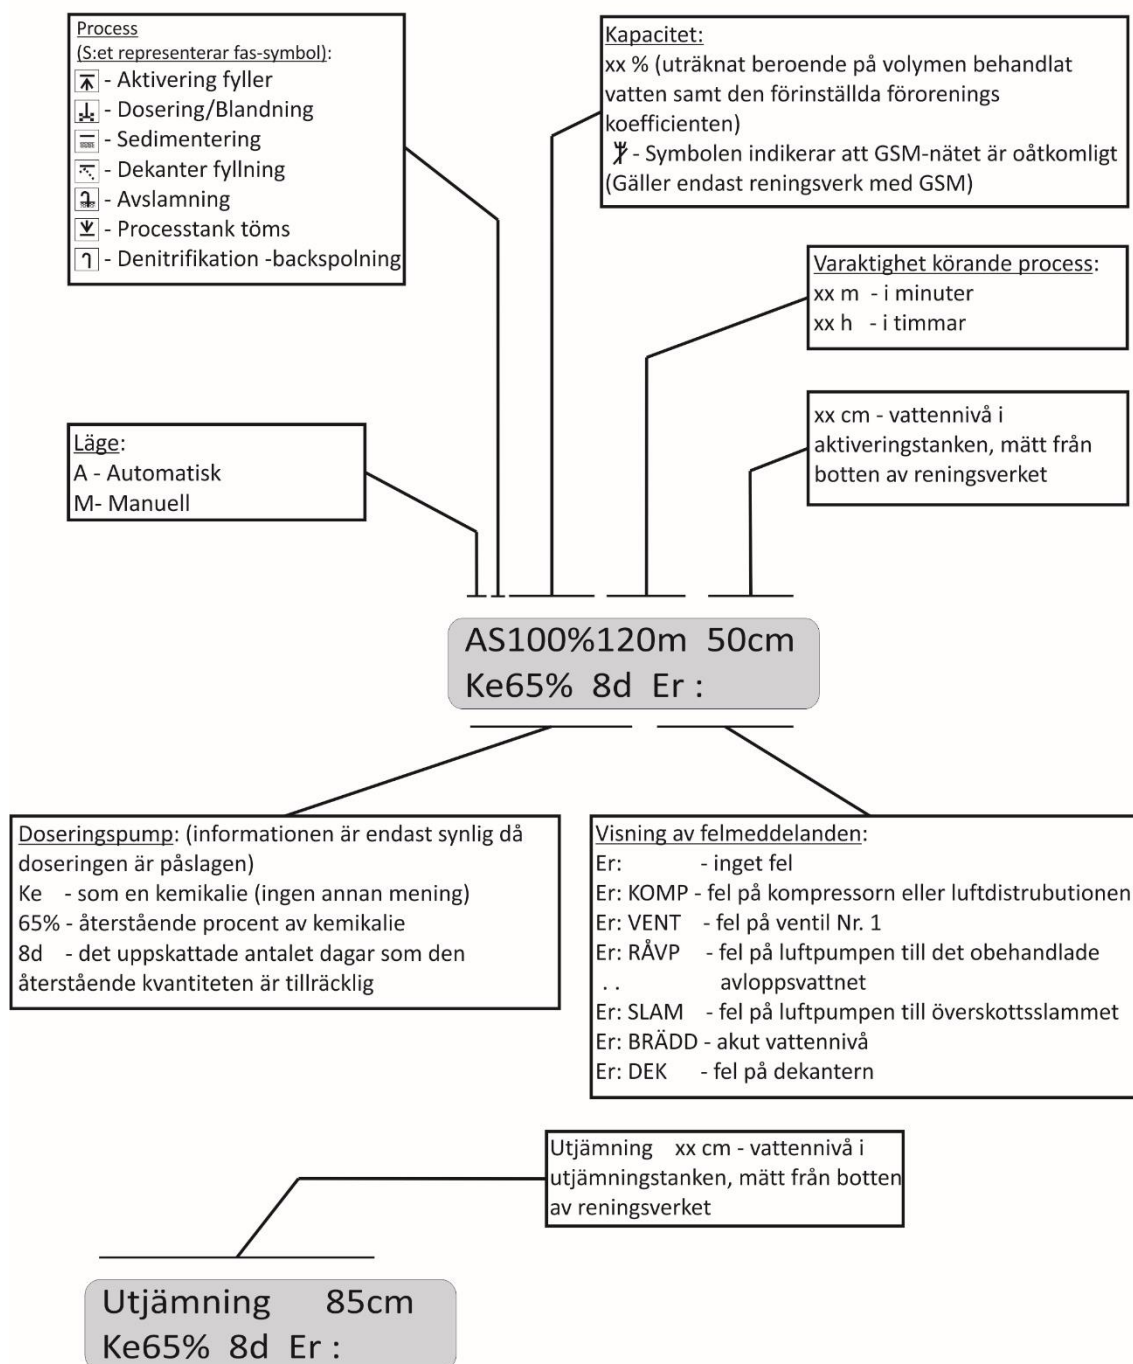 Process
(S:et representerar fas-symbol):
- Aktivering fyller
- Dosering/Blandning
- Sedimentering
- Dekanter fyllning
- Avslamning
- Processtank töms
- Denitrifikation -backspolning
Kapacitet:
xx % (uträknat beroende på volymen behandlat
vatten samt den förinställda förorenings
koefficienten)
- Symbolen indikerar att GSM-nätet är oåtkomligt
(Gäller endast reningsverk med GSM)
Varaktighet körande process:
xx m - i minuter
xx h - i timmar
xx cm - vattennivå i
aktiveringstanken, mätt från
botten av reningsverket
Läge:
A - Automatisk
M- Manuell
AS100%120m 50cm
Ke65% 8d Er :
Doseringspump: (informationen är endast synlig då
doseringen är påslagen)
Ke - som en kemikalie (ingen annan mening)
65% - återstående procent av kemikalie
8d - det uppskattade antalet dagar som den
återstående kvantiteten är tillräcklig
Visning av felmeddelanden:
Er: - inget fel
Er: KOMP - fel på kompressorn eller luftdistrubutionen
Er: VENT - fel på ventil Nr. 1
Er: RÅVP - fel på luftpumpen till det obehandlade
. . avloppsvattnet
Er: SLAM - fel på luftpumpen till överskottsslammet
Er: BRÄDD - akut vattennivå
Er: DEK - fel på dekantern
Utjämning xx cm - vattennivå i
utjämningstanken, mätt från botten
av reningsverket
Utjämning 85cm
Ke65% 8d Er :